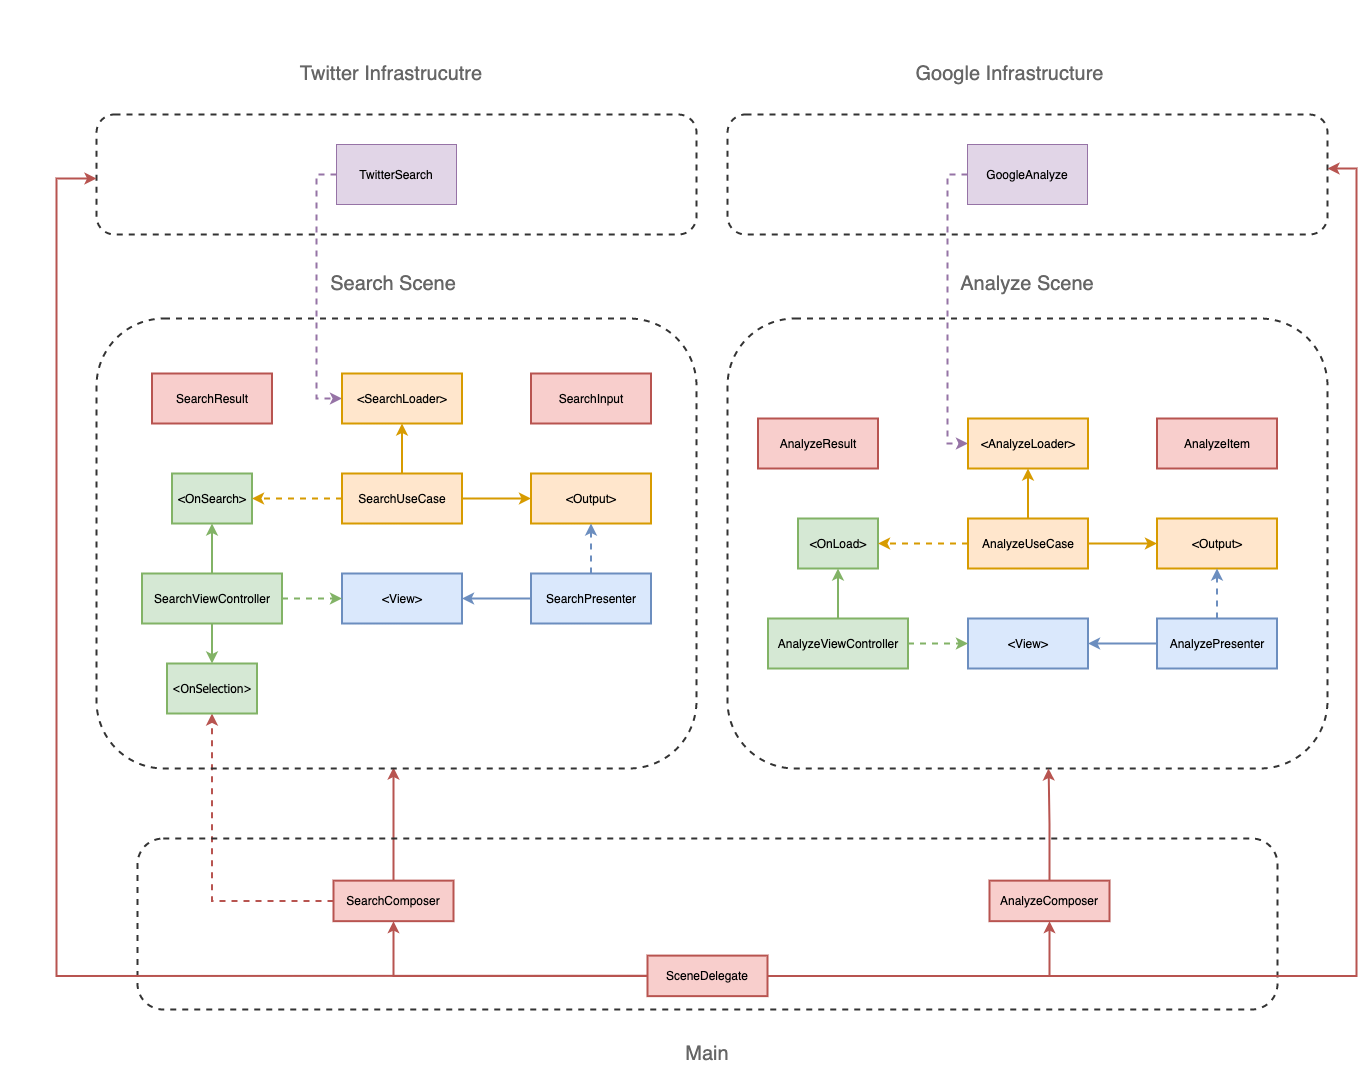 Twitter Infrastrucutre
Google Infrastructure
TwitterSearch
GoogleAnalyze
Search Scene
Analyze Scene
SearchResult
<SearchLoader>
SearchInput
AnalyzeResult
<AnalyzeLoader>
AnalyzeItem
<OnSearch>
SearchUseCase
<Output>
<OnLoad>
AnalyzeUseCase
<Output>
SearchViewController
<View>
SearchPresenter
AnalyzeViewController
<View>
AnalyzePresenter
<OnSelection>
SearchComposer
AnalyzeComposer
SceneDelegate
Main